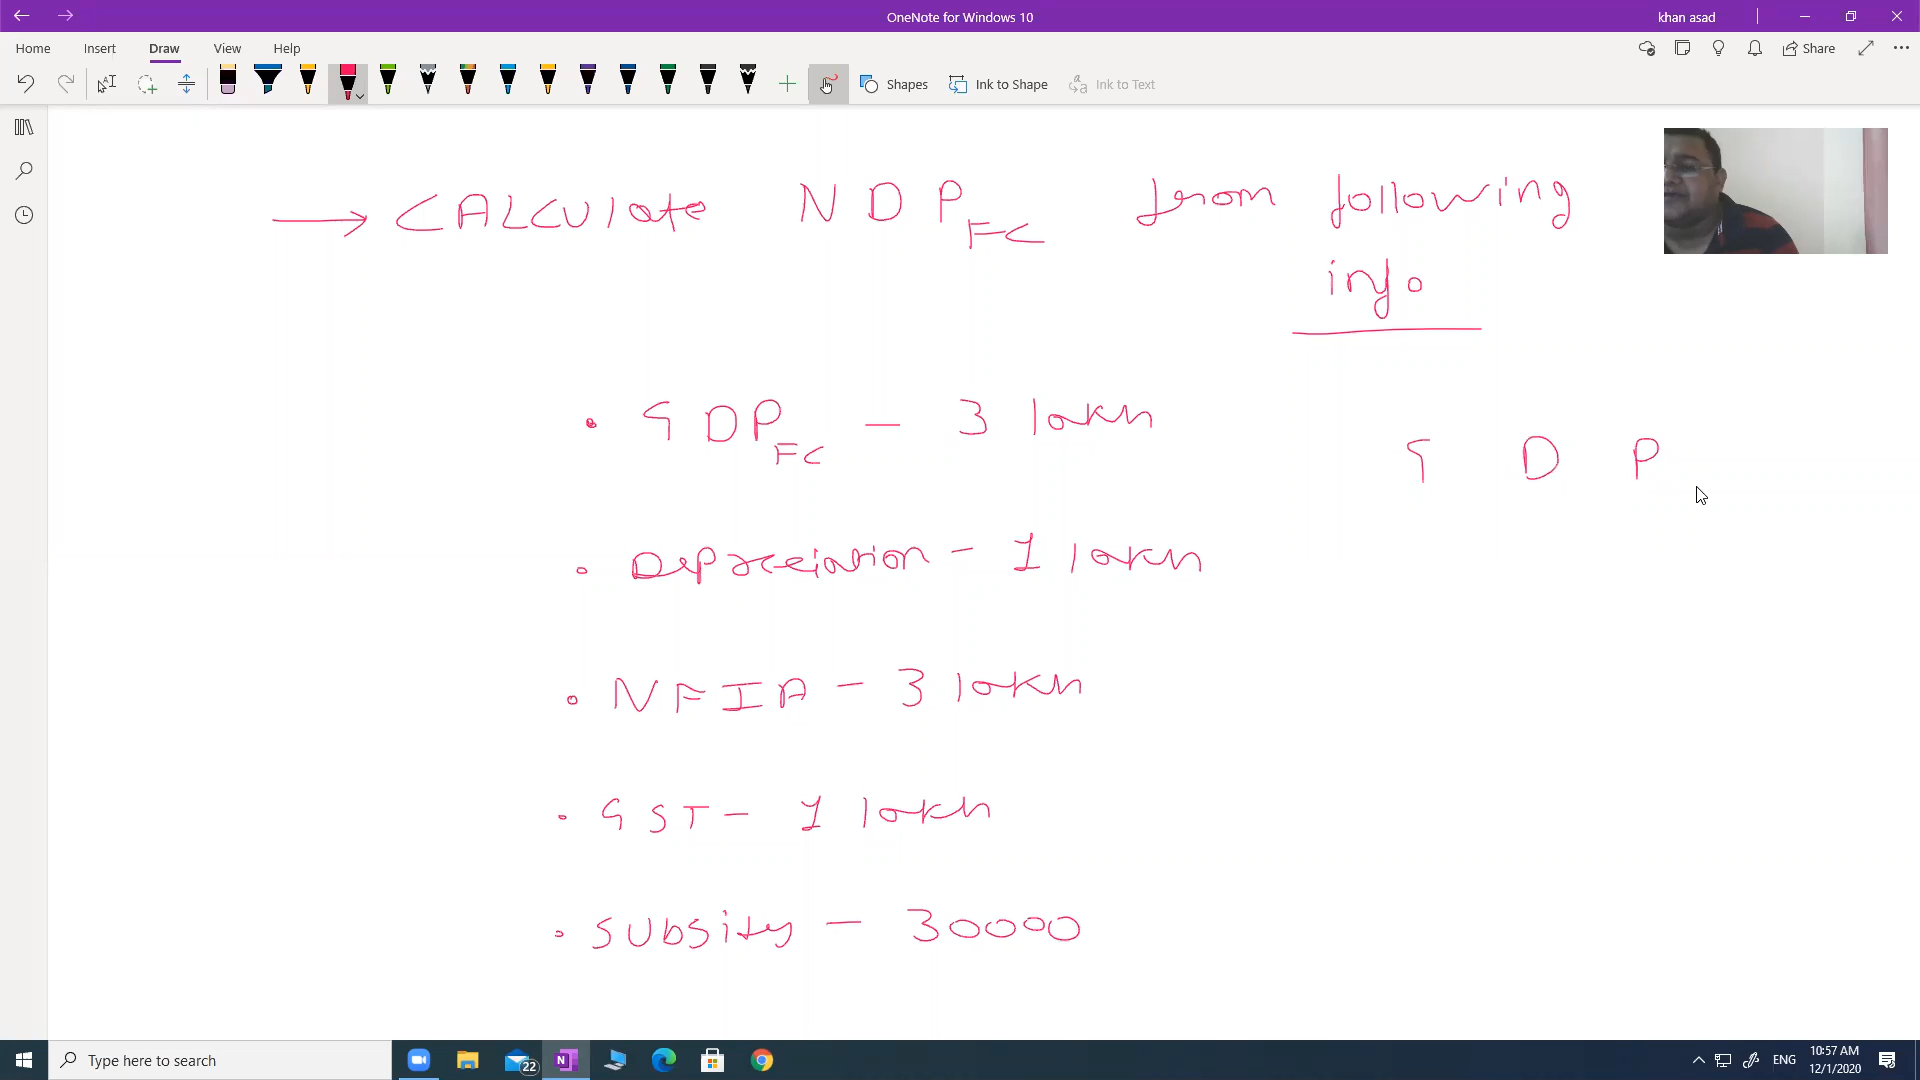 OneNote for Windows 10
khan asad
Home Insert Draw View Help
Share
Shapes Ink to Shape Ink to Text
→ CALCUlate NDP FC from following
info
• GDP FC — 3 lakh
G D P
• Depreciation - 1 lakh
• NFIA - 3 lakh
• GST - 1 lakh
• SUbSity - 30000
Type here to search
22
N
ENG
10:57 AM
12/1/2020